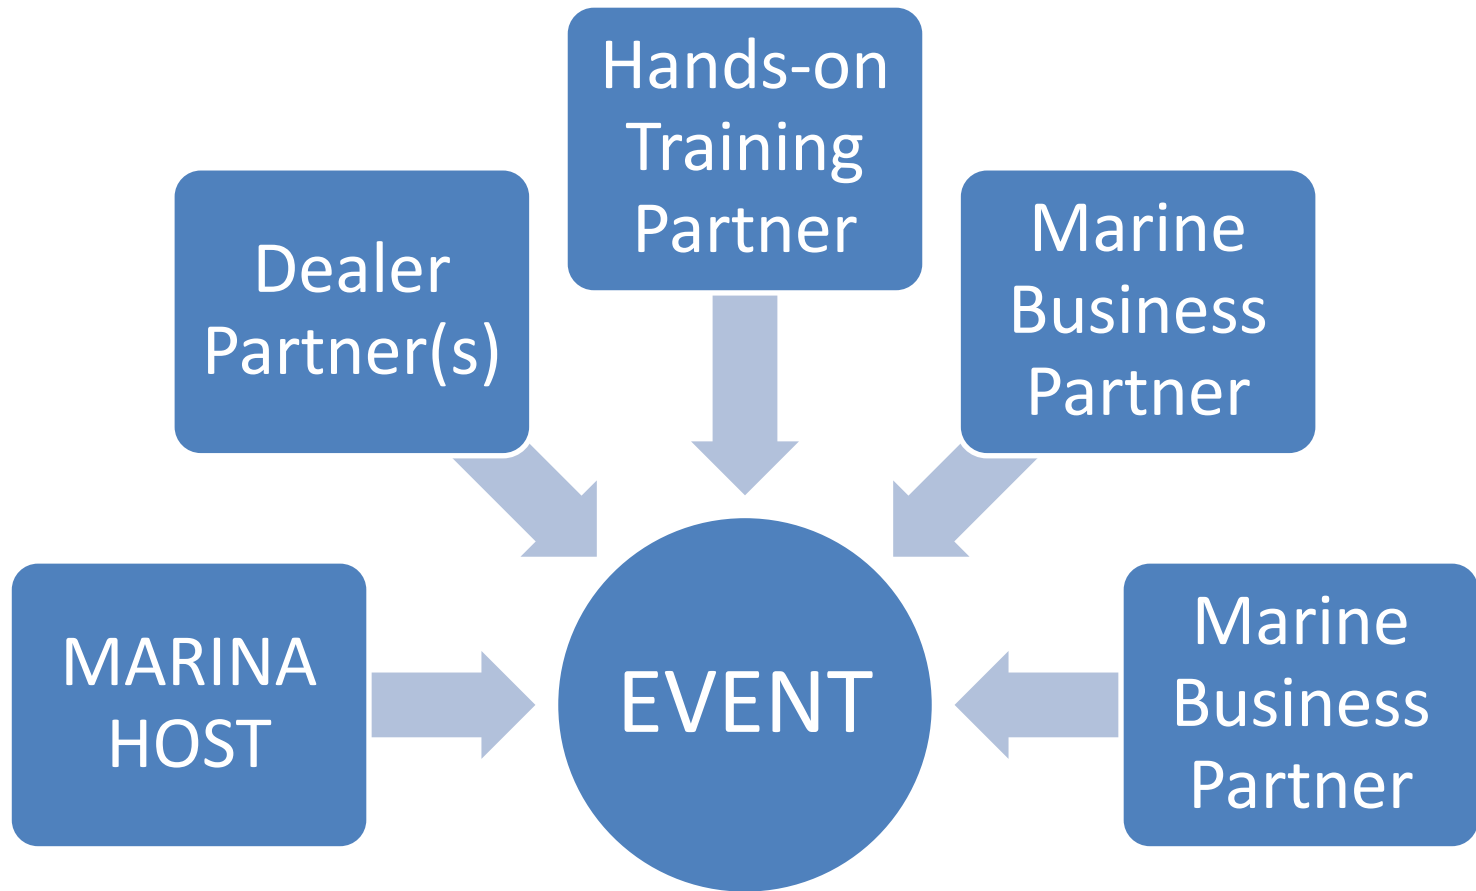 Hands-on
Training
Partner
Dealer
Partner(s)
Marine
Business
Partner
MARINA
HOST
EVENT
Marine
Business
Partner